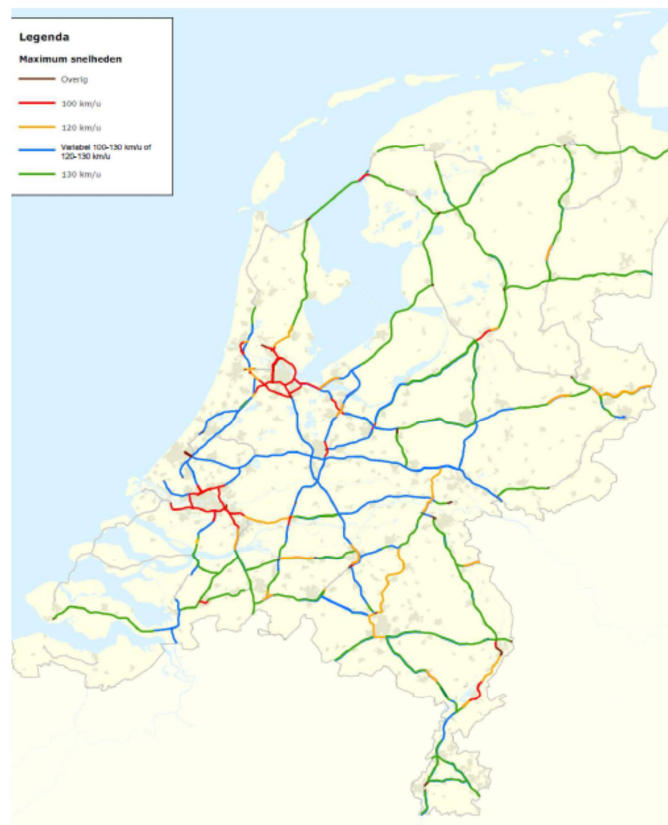 Legenda
Maximum snelheden
Overig
100 km/u
120 km/u
Variabel 100-130 km/u of
120-130 km/u
130 km/u